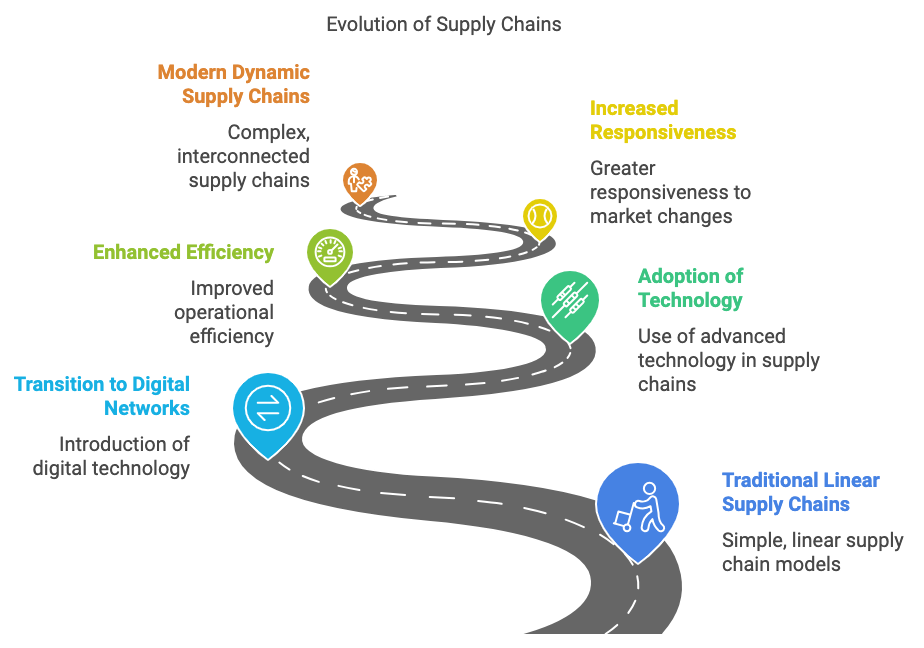 Evolution of Supply Chains
Modern Dynamic
Supply Chains
Complex,
interconnected
supply chains
Increased
Responsiveness
Greater
responsiveness to
market changes
Enhanced Efficiency
Improved
operational
efficiency
Adoption of
Technology
Use of advanced
technology in supply
chains
Transition to Digital
Networks
Introduction of
digital technology
Traditional Linear
Supply Chains
Simple, linear supply
chain models